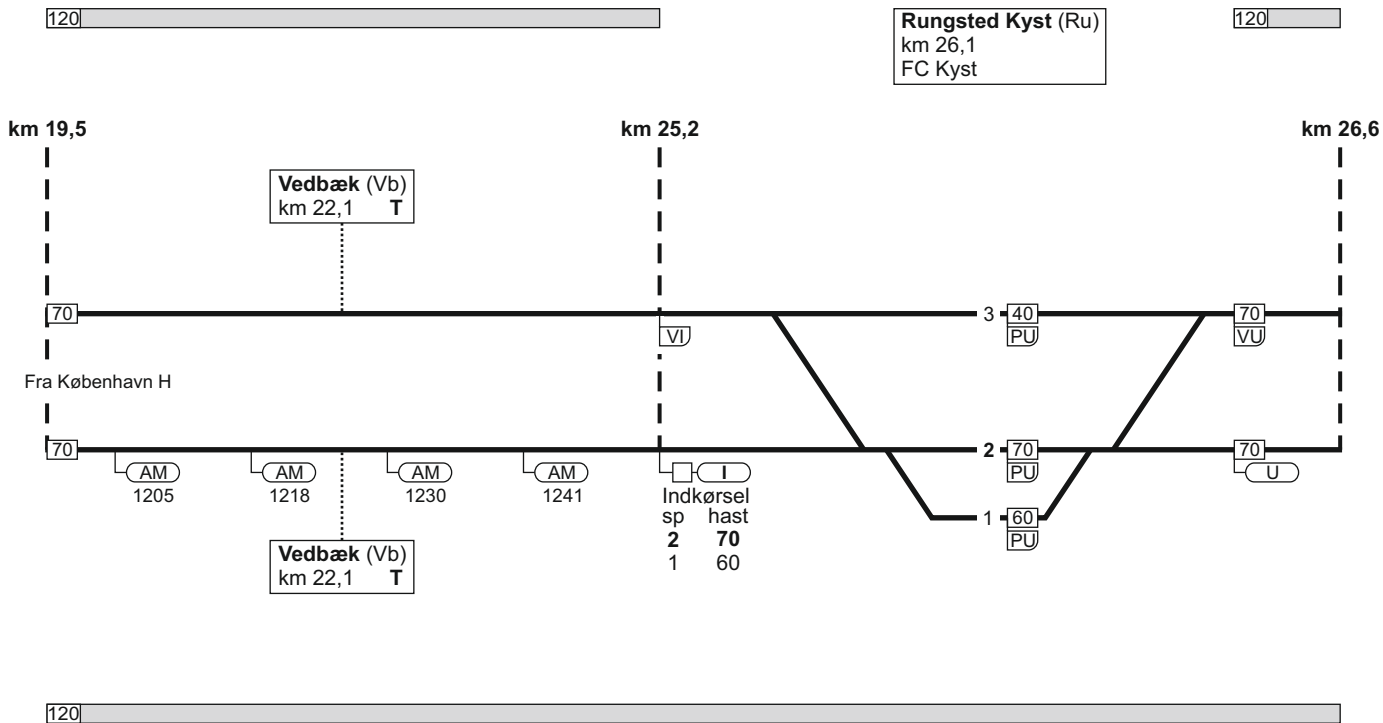 120
Rungsted Kyst (Ru)
km 26,1
FC Kyst
120
km 19,5
km 25,2
km 26,6
Vedbæk (Vb)
km 22,1 T
70
3
40
70
VI
PU
VU
Fra København H
70
2
70
70
AM
AM
AM
AM
I
PU
U
1205
1218
1230
1241
Indkørsel
sp hast
2 70
1 60
1
60
PU
Vedbæk (Vb)
km 22,1 T
120